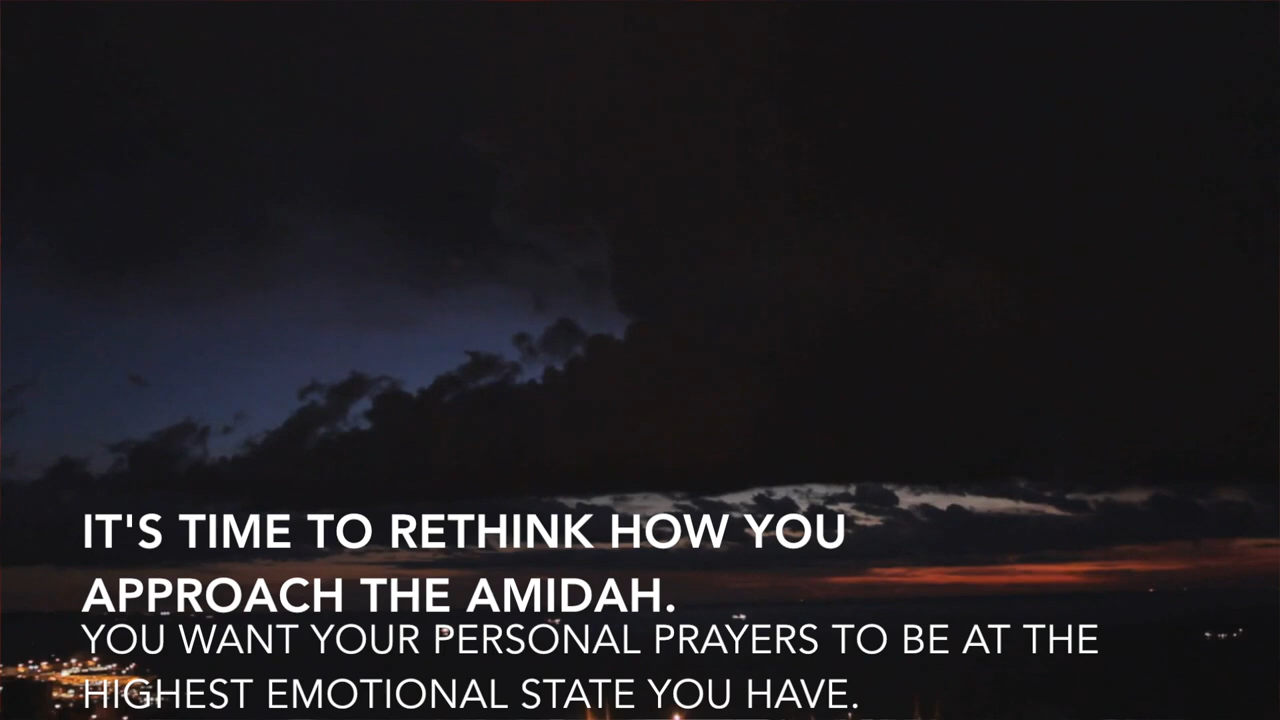 IT'S TIME TO RETHINK HOW YOU
APPROACH THE AMIDAH.
YOU WANT YOUR PERSONAL PRAYERS TO BE AT THE
HIGHEST EMOTIONAL STATE YOU HAVE.